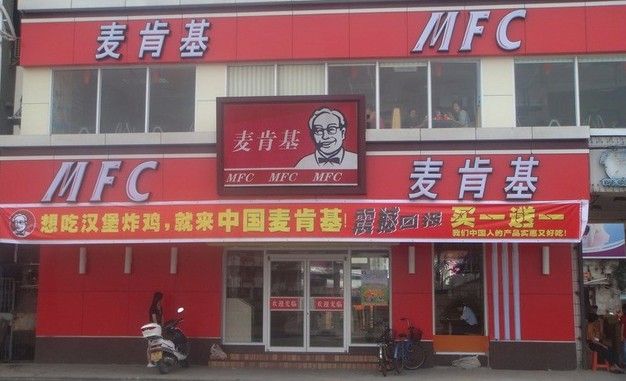 麦肯基 MFC
麦肯基
MFC MFC MFC
MFC 麦肯基
想吃汉堡炸鸡,就来中国麦肯基! 震撼回报 买一送一
我们中国人的产品实惠又好吃!
欢迎光临 欢迎光临